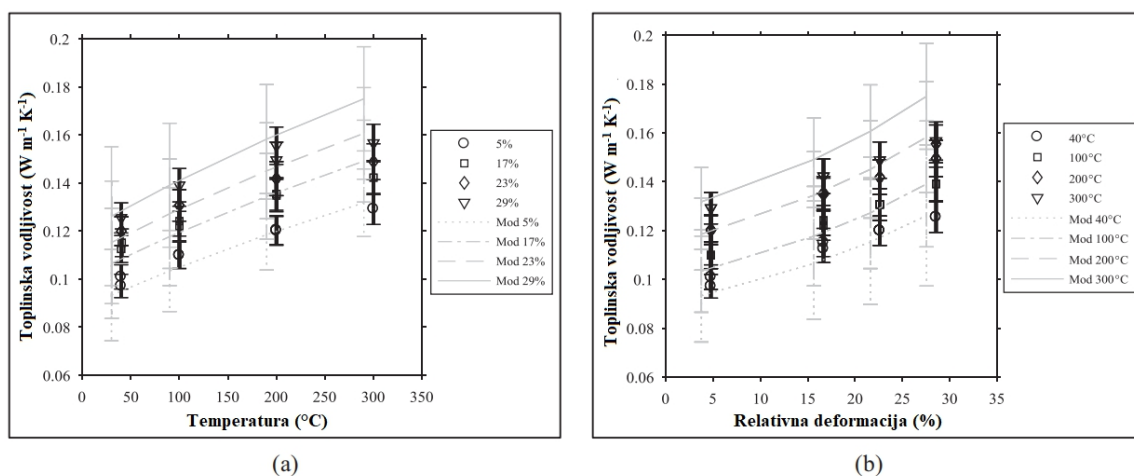 0.2
0.18
0.16
0.14
0.12
0.1
0.08
0.06
Toplinska vodljivost (W m⁻¹ K⁻¹)
0 50 100 150 200 250 300 350
Temperatura (°C)
5%
17%
23%
29%
Mod 5%
Mod 17%
Mod 23%
Mod 29%
(a)
0.2
0.18
0.16
0.14
0.12
0.1
0.08
0.06
Toplinska vodljivost (W m⁻¹ K⁻¹)
0 5 10 15 20 25 30 35
Relativna deformacija (%)
40°C
100°C
200°C
300°C
Mod 40°C
Mod 100°C
Mod 200°C
Mod 300°C
(b)